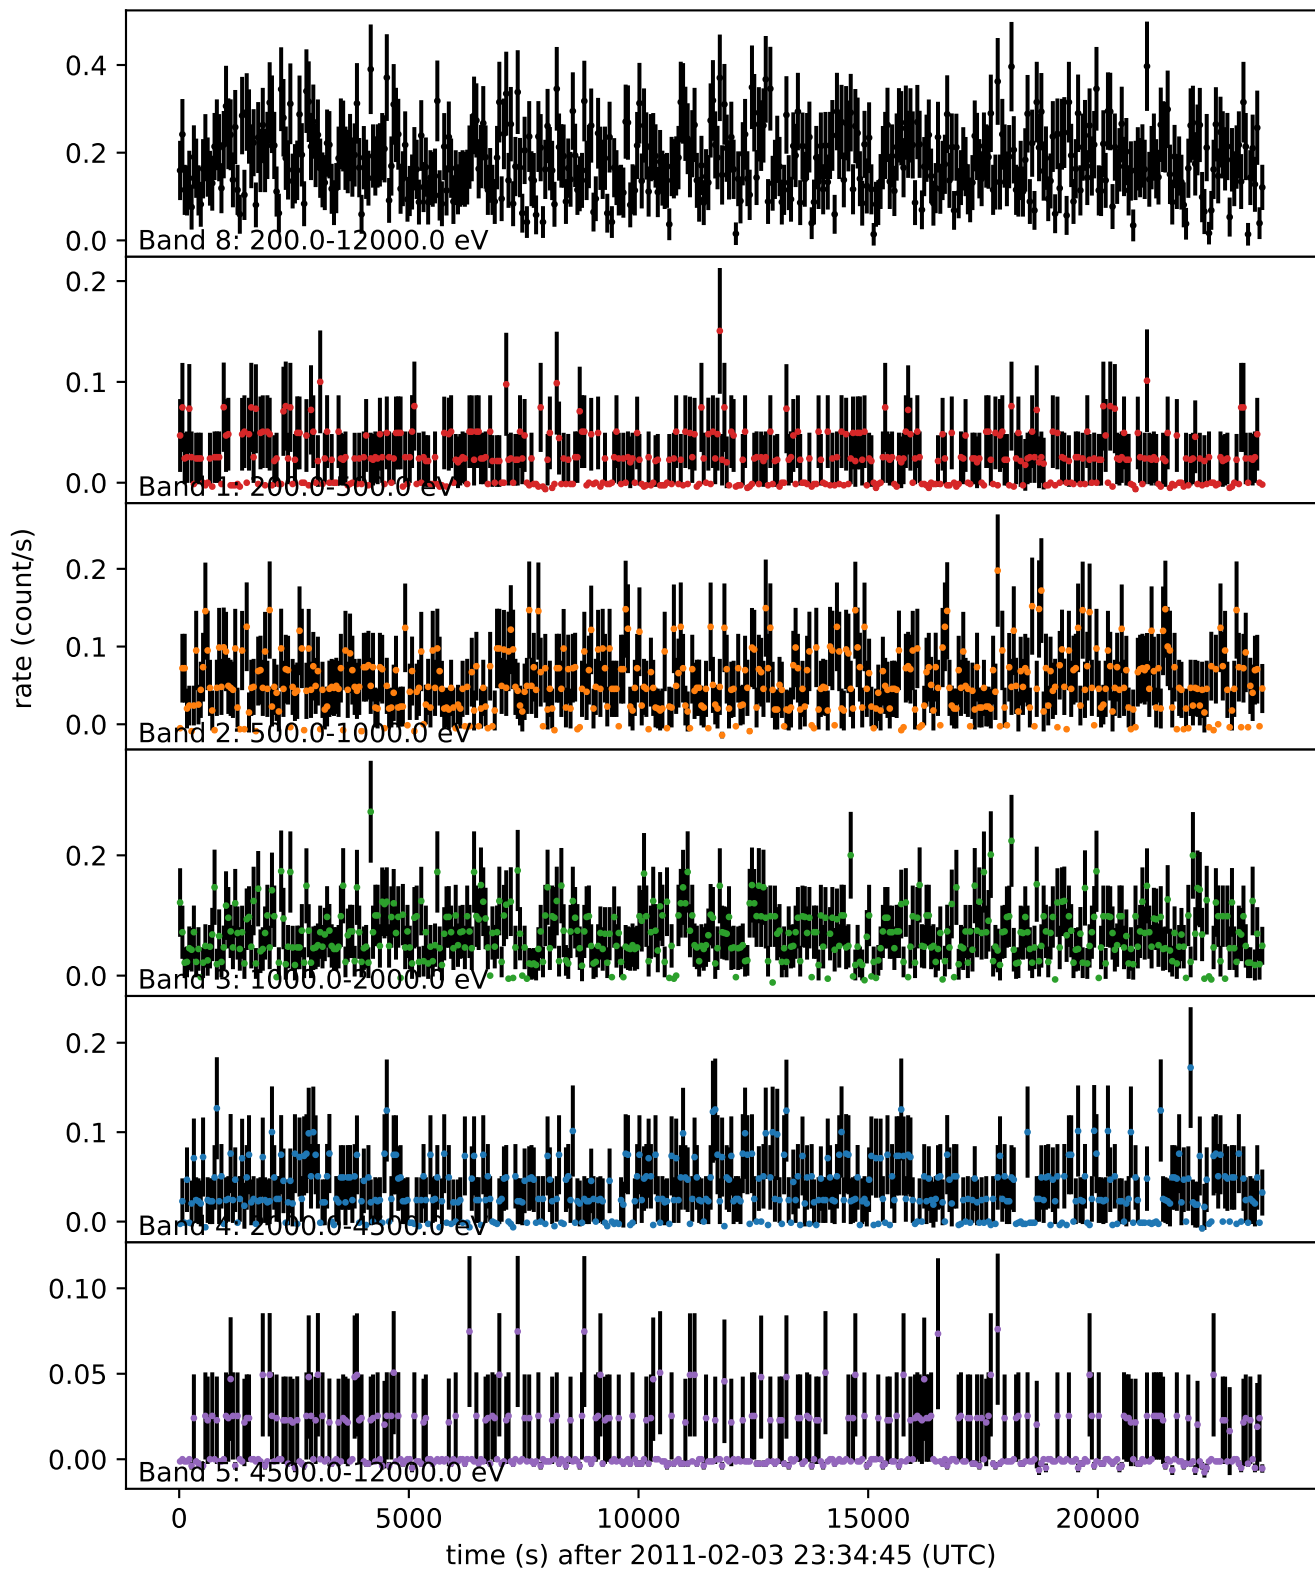 0.4
0.2
0.0
Band 8: 200.0-12000.0 eV
0.2
0.1
0.0
Band 1: 200.0-500.0 eV
rate (count/s)
0.2
0.1
0.0
Band 2: 500.0-1000.0 eV
0.2
0.0
Band 3: 1000.0-2000.0 eV
0.2
0.1
0.0
Band 4: 2000.0-4500.0 eV
0.10
0.05
0.00
Band 5: 4500.0-12000.0 eV
0 5000 10000 15000 20000
time (s) after 2011-02-03 23:34:45 (UTC)